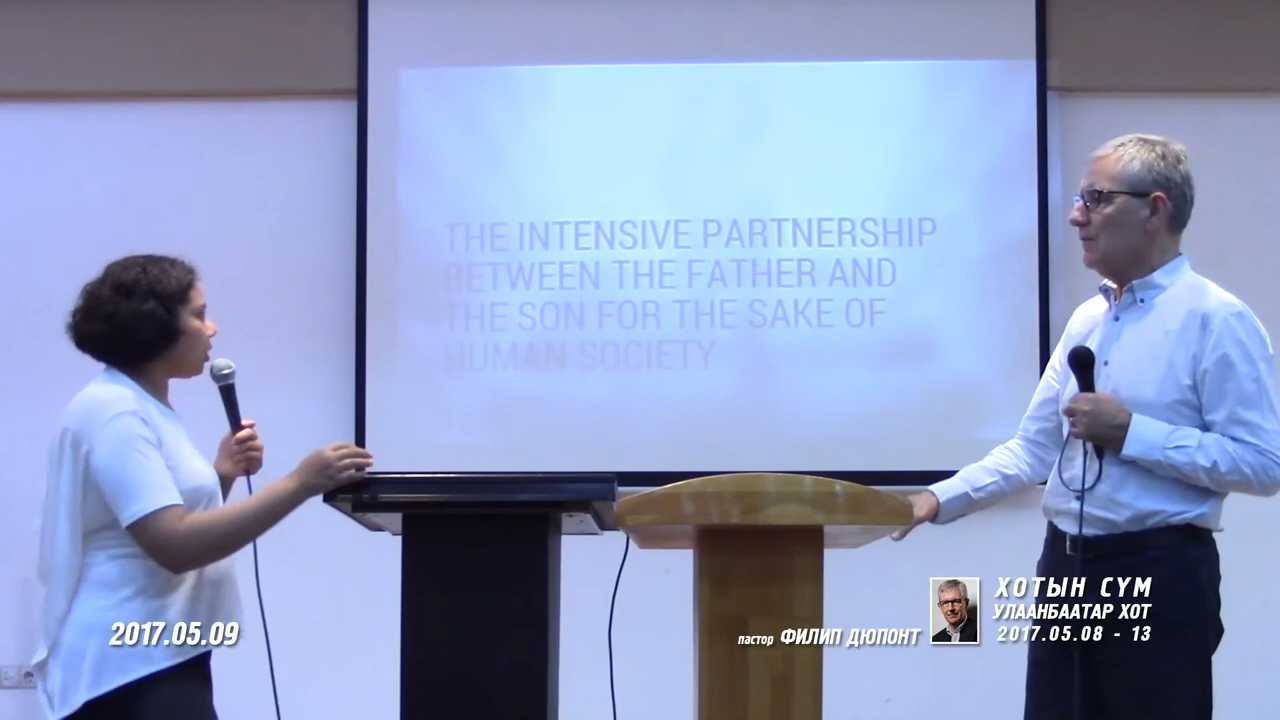 THE INTENSIVE PARTNERSHIP
BETWEEN THE FATHER AND
THE SON FOR THE SAKE OF
HUMAN SOCIETY
2017.05.09
пастор ФИЛИП ДЮПОНТ
ХОТЫН СҮМ
УЛААНБААТАР ХОТ
2017.05.08 - 13